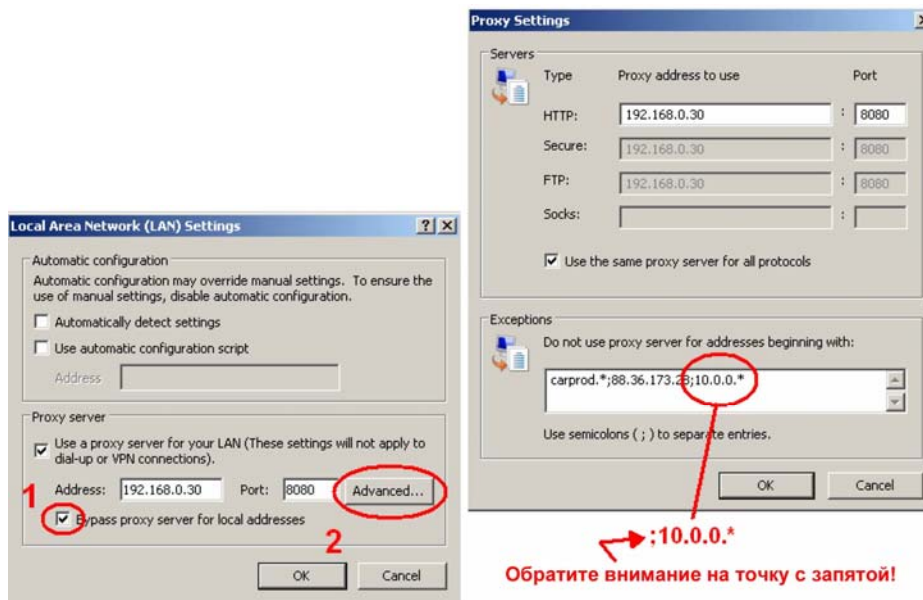 Local Area Network (LAN) Settings
Automatic configuration
Automatic configuration may override manual settings. To ensure the
use of manual settings, disable automatic configuration.
Automatically detect settings
Use automatic configuration script
Address
Proxy server
Use a proxy server for your LAN (These settings will not apply to
dial-up or VPN connections).
Address: 192.168.0.30 Port: 8080 Advanced...
1
Bypass proxy server for local addresses
2
OK Cancel
Proxy Settings
Servers
Type Proxy address to use Port
HTTP: 192.168.0.30 : 8080
Secure: 192.168.0.30 : 8080
FTP: 192.168.0.30 : 8080
Socks: :
Use the same proxy server for all protocols
Exceptions
Do not use proxy server for addresses beginning with:
carprod.*;88.36.173.23;10.0.0.*
Use semicolons ( ; ) to separate entries.
OK Cancel
;10.0.0.*
Обратите внимание на точку с запятой!